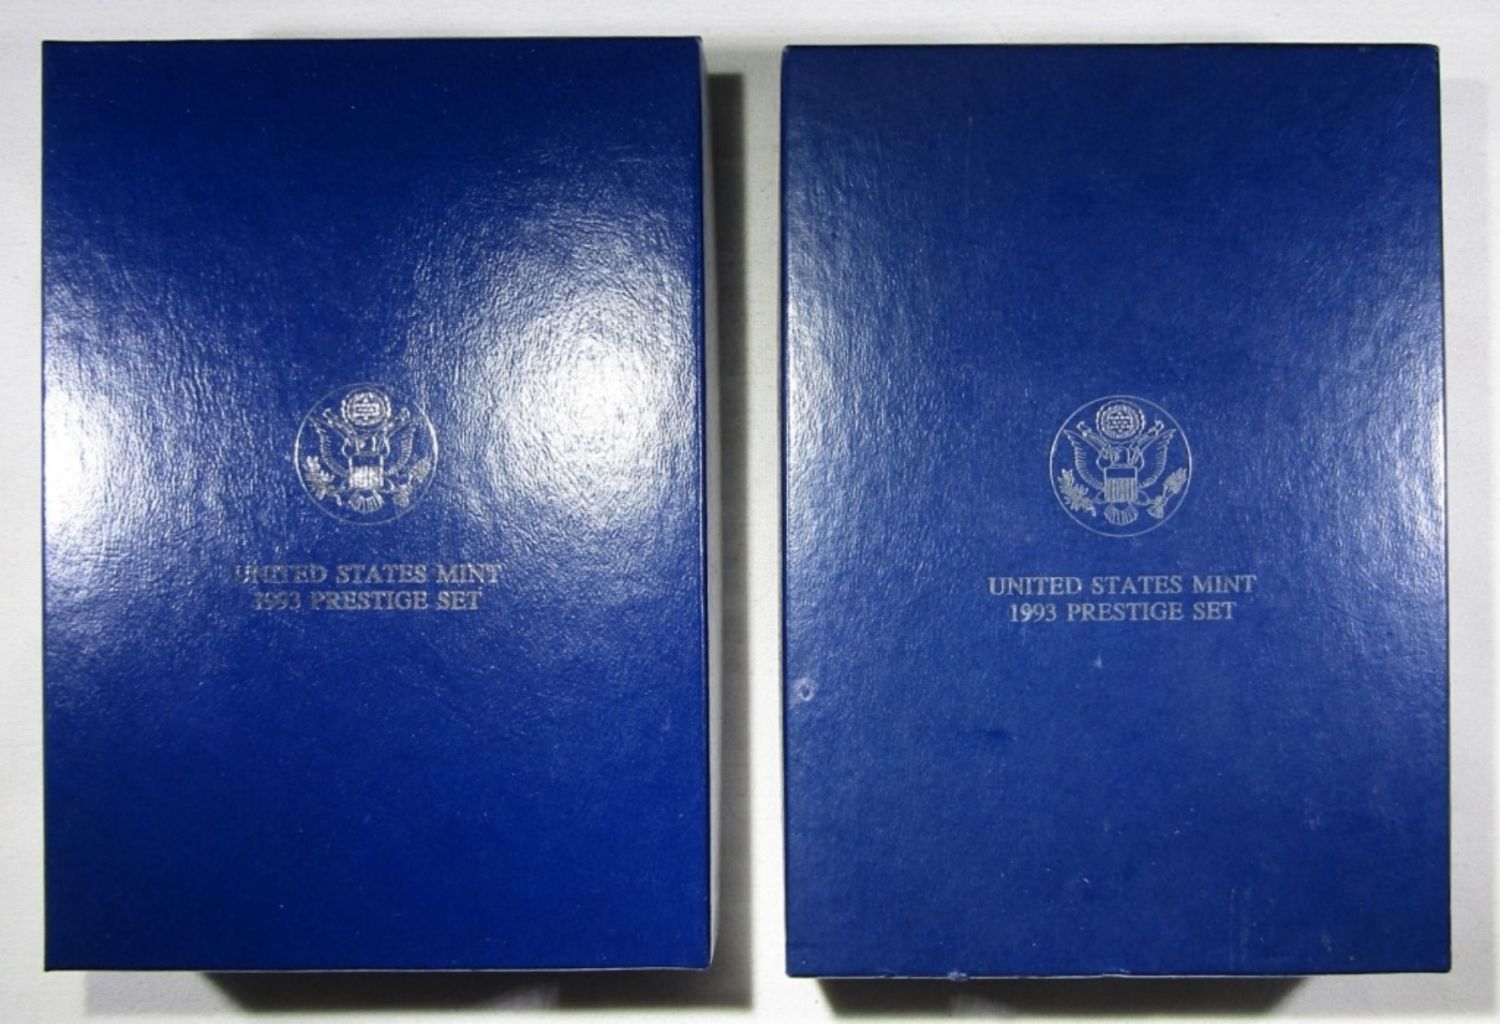 UNITED STATES MINT
1993 PRESTIGE SET
UNITED STATES MINT
1993 PRESTIGE SET